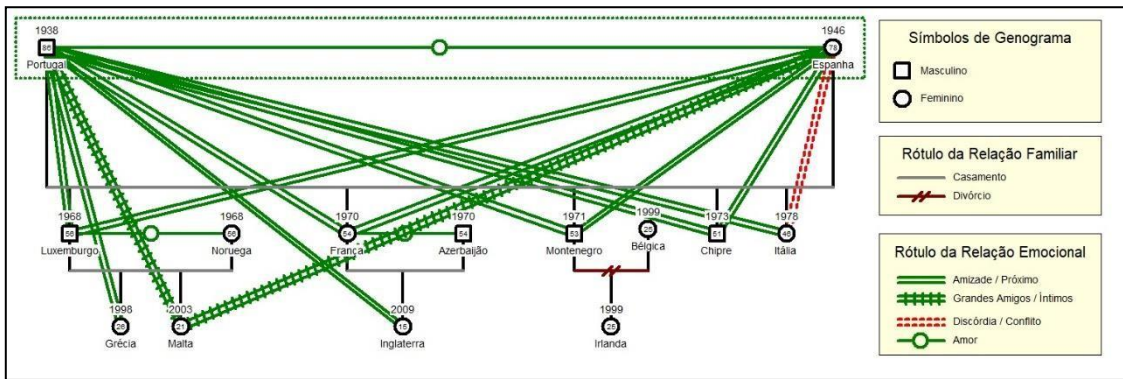 1938
86
Portugal
1946
78
Espanha
1968
56
Luxemburgo
1968
56
Noruega
1970
54
França
1970
54
Azerbaijão
1971
53
Montenegro
1999
25
Bélgica
1973
51
Chipre
1978
46
Itália
1998
26
Grécia
2003
21
Malta
2009
15
Inglaterra
1999
25
Irlanda
Símbolos de Genograma
Masculino
Feminino
Rótulo da Relação Familiar
Casamento
Divórcio
Rótulo da Relação Emocional
Amizade / Próximo
Grandes Amigos / Íntimos
Discórdia / Conflito
Amor